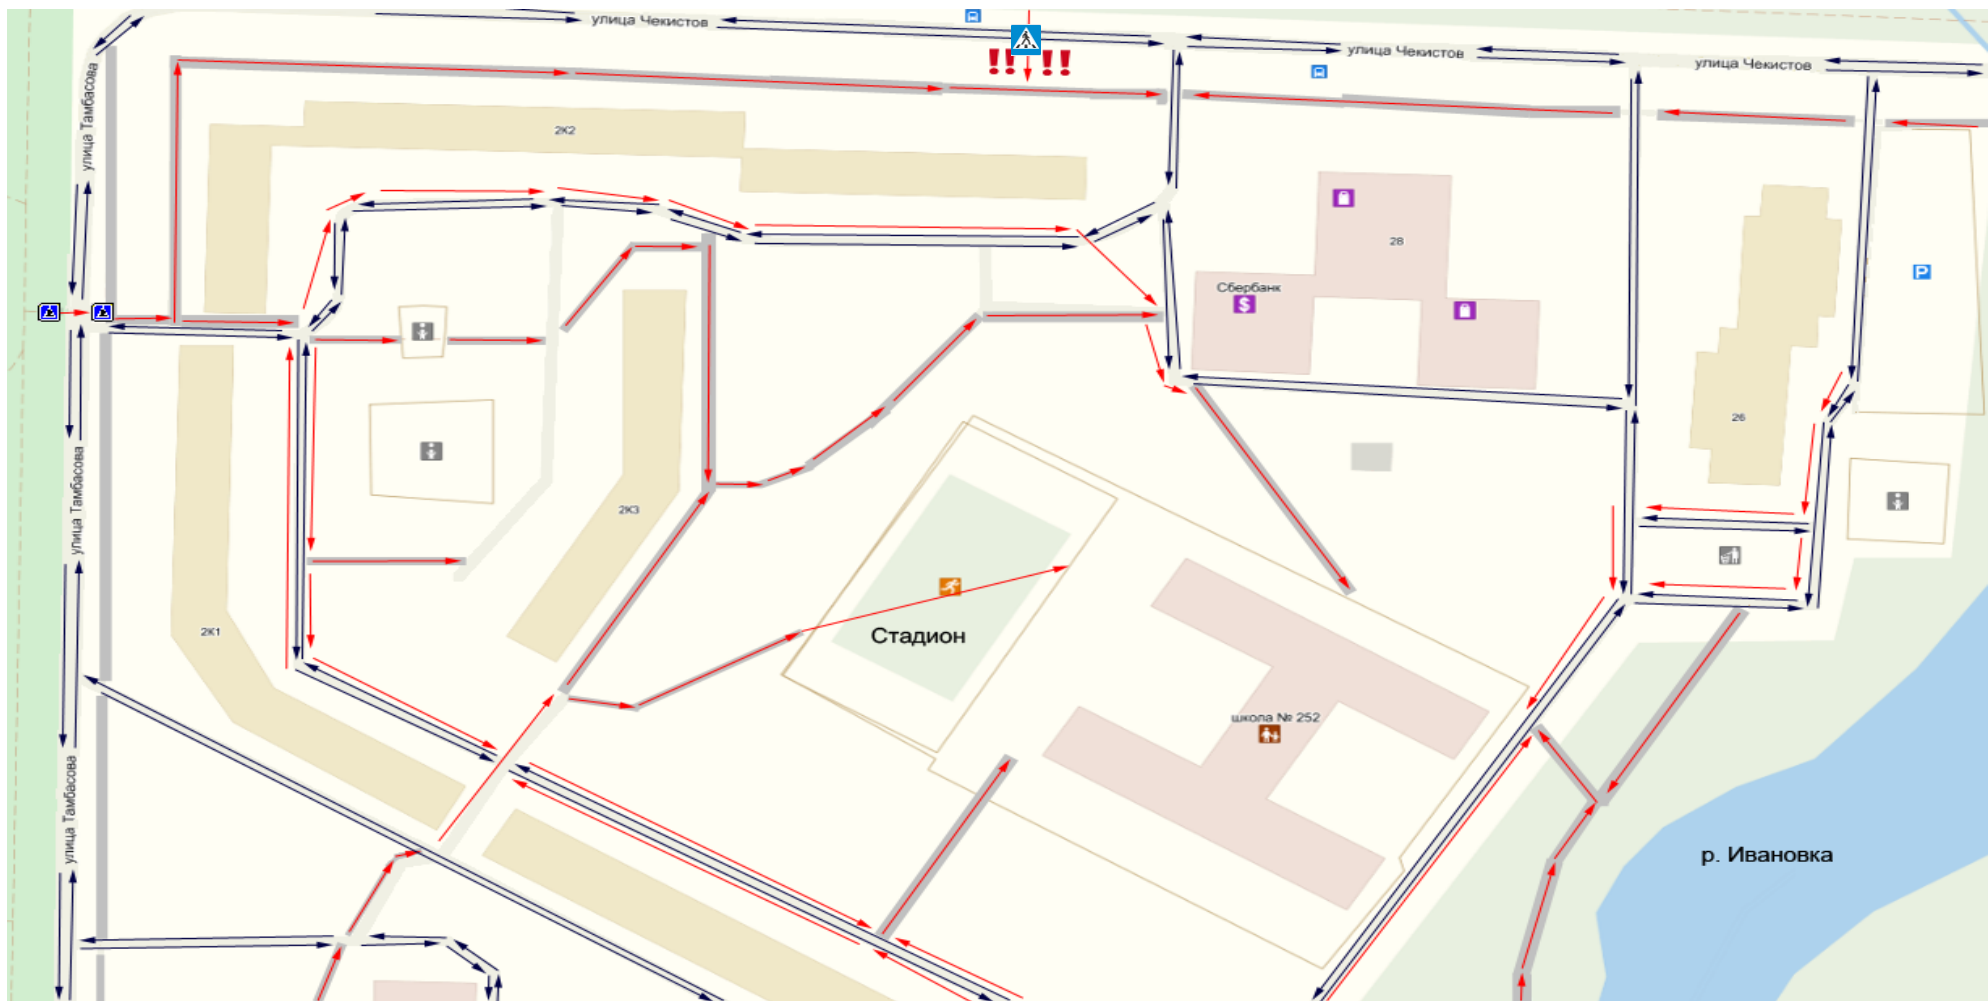 улица Чекистов
улица Чекистов
улица Чекистов
!! !!
улица Тамбасова
2К2
28
Сбербанк
$
P
26
улица Тамбасова
2К3
2К1
Стадион
школа № 252
улица Тамбасова
р. Ивановка